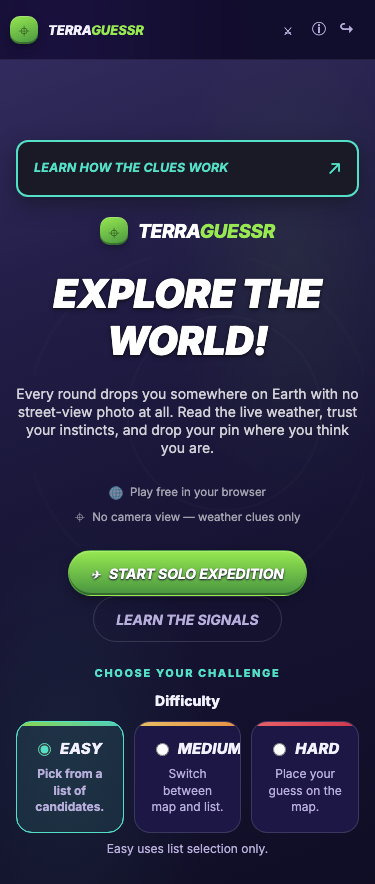 TERRAGUESSR
LEARN HOW THE CLUES WORK
TERRAGUESSR
EXPLORE THE
WORLD!
Every round drops you somewhere on Earth with no
street-view photo at all. Read the live weather, trust
your instincts, and drop your pin where you think
you are.
Play free in your browser
No camera view — weather clues only
START SOLO EXPEDITION
LEARN THE SIGNALS
CHOOSE YOUR CHALLENGE
Difficulty
EASY
Pick from a
list of
candidates.
MEDIUM
Switch
between
map and list.
HARD
Place your
guess on the
map.
Easy uses list selection only.